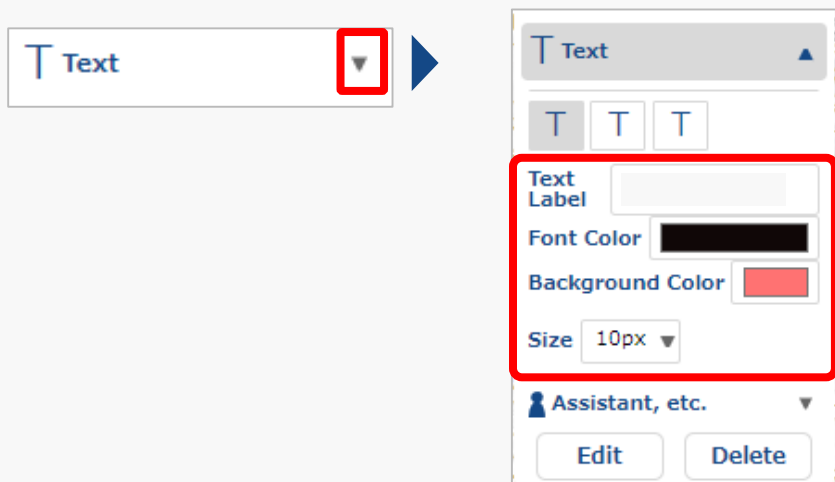 T Text ▼
T Text ▲
T T T
Text
Label
Font Color
Background Color
Size 10px ▼
Assistant, etc. ▼
Edit Delete